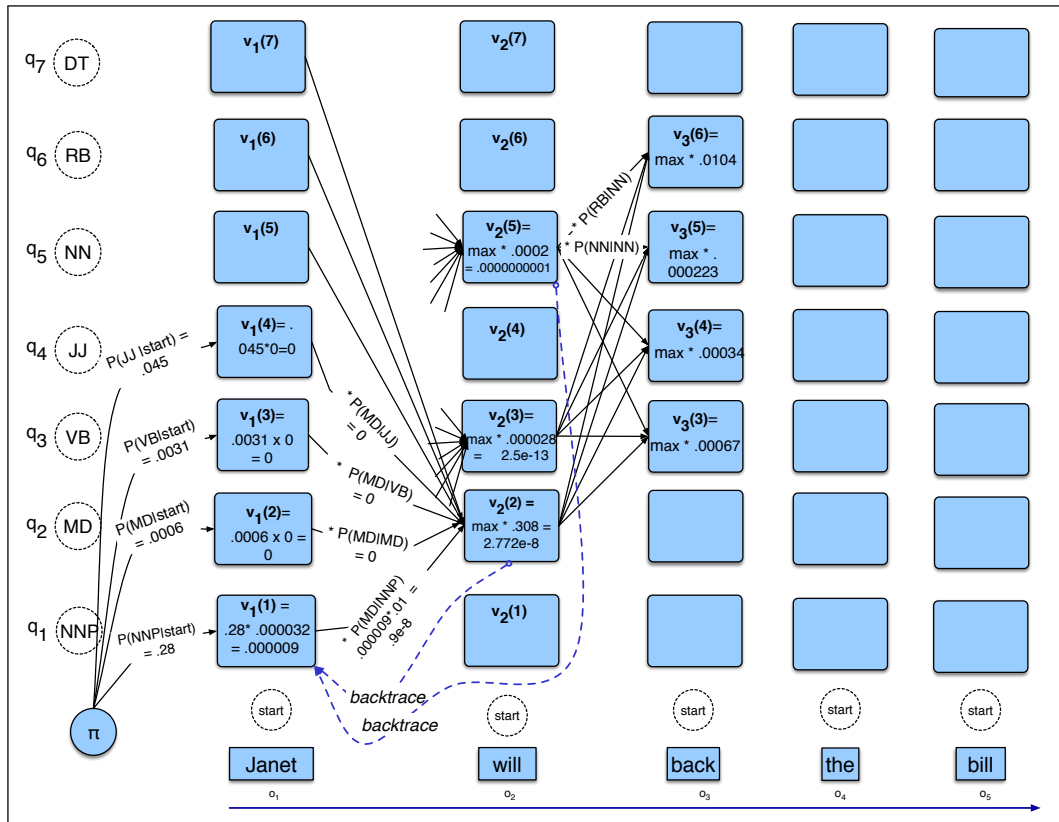 q7 DT
v1(7)
v2(7)
q6 RB
v1(6)
v2(6)
v3(6)=
max * .0104
* P(RB|NN)
q5 NN
v1(5)
v2(5)=
max * .0002
= .0000000001
* P(NN|NN)
v3(5)=
max * .
000223
q4 JJ
P(JJ |start) =
.045
v1(4)= .
045*0=0
* P(MD|JJ)
= 0
v2(4)
v3(4)=
max * .00034
q3 VB
P(VB|start)
= .0031
v1(3)=
.0031 x 0
= 0
* P(MD|VB)
= 0
v2(3)=
max * .000028
= 2.5e-13
v3(3)=
max * .00067
q2 MD
P(MD|start)
= .0006
v1(2)=
.0006 x 0 =
0
* P(MD|MD)
= 0
v2(2) =
max * .308 =
2.772e-8
q1 NNP
P(NNP|start)
= .28
v1(1) =
.28* .000032
= .000009
* P(MD|NNP)
.000009*.01 =
.9e-8
v2(1)
backtrace
backtrace
π
start
start
start
start
start
Janet
will
back
the
bill
o1
o2
o3
o4
o5